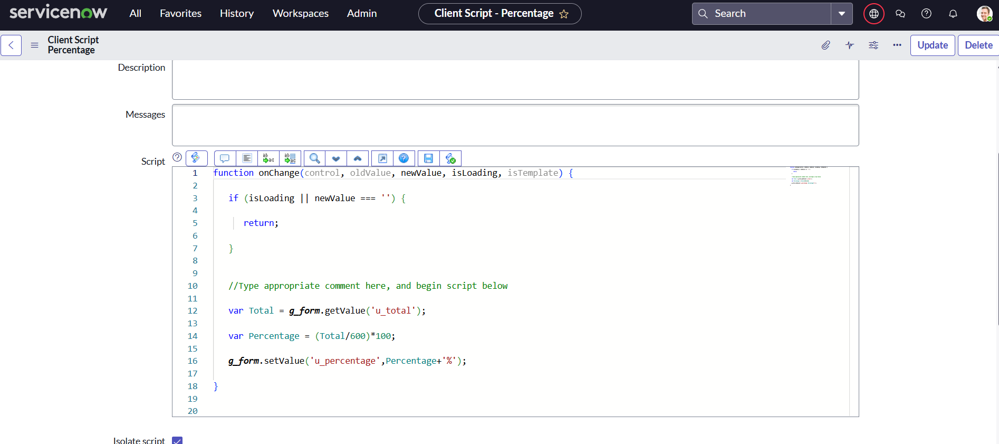 servicenow All Favorites History Workspaces Admin Client Script - Percentage Search
Client Script
Percentage
Update Delete
Description
Messages
Script
1 function onChange(control, oldValue, newValue, isLoading, isTemplate) {
2
3 if (isLoading || newValue === '') {
4
5 return;
6
7 }
8
9
10 //Type appropriate comment here, and begin script below
11
12 var Total = g_form.getValue('u_total');
13
14 var Percentage = (Total/600)*100;
15
16 g_form.setValue('u_percentage',Percentage+'%');
17
18 }
19
20
Isolate script